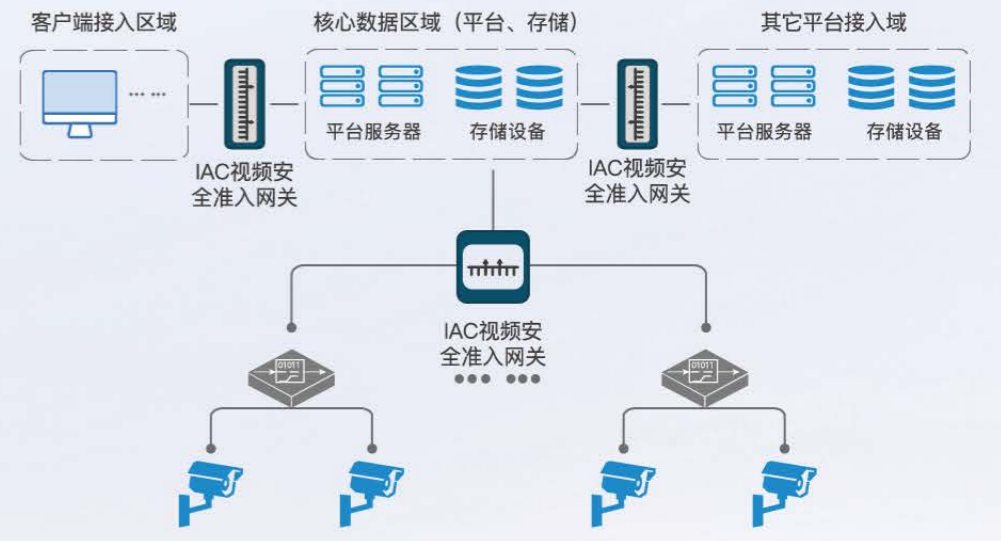 客户端接入区域
核心数据区域（平台、存储）
其它平台接入域
平台服务器
存储设备
平台服务器
存储设备
IAC视频安
全准入网关
IAC视频安
全准入网关
IAC视频安
全准入网关
01011
01011